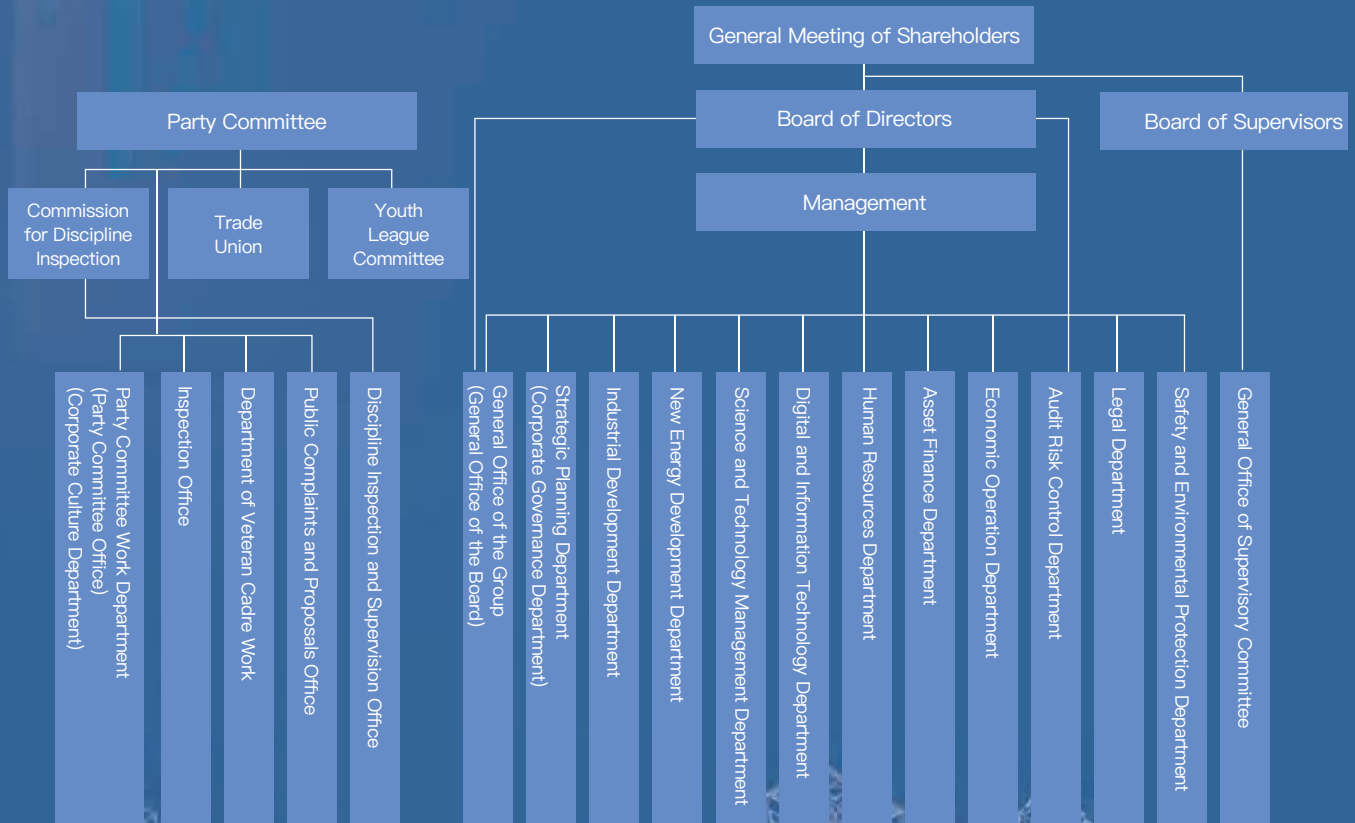 General Meeting of Shareholders
Party Committee
Board of Directors
Board of Supervisors
Management
Commission
for Discipline
Inspection
Trade
Union
Youth
League
Committee
Party Committee Work Department
(Party Committee Office)
(Corporate Culture Department)
Inspection Office
Department of Veteran Cadre Work
Public Complaints and Proposals Office
Discipline Inspection and Supervision Office
General Office of the Group
(General Office of the Board)
Strategic Planning Department
(Corporate Governance Department)
Industrial Development Department
New Energy Development Department
Science and Technology Management Department
Digital and Information Technology Department
Human Resources Department
Asset Finance Department
Economic Operation Department
Audit Risk Control Department
Legal Department
Safety and Environmental Protection Department
General Office of Supervisory Committee